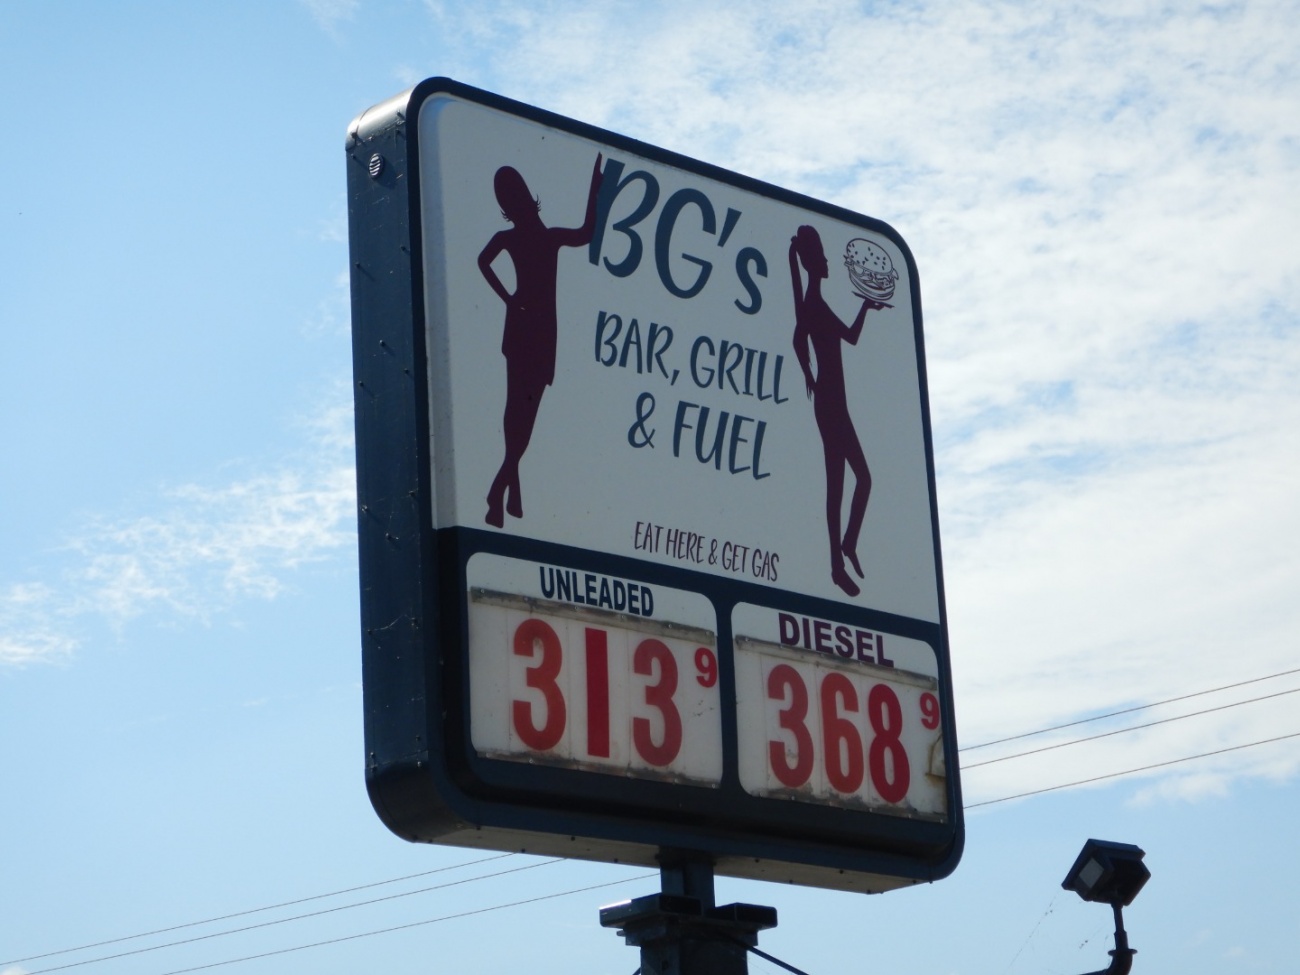 BG's
BAR, GRILL
& FUEL
EAT HERE & GET GAS
UNLEADED
313 9
DIESEL
368 9